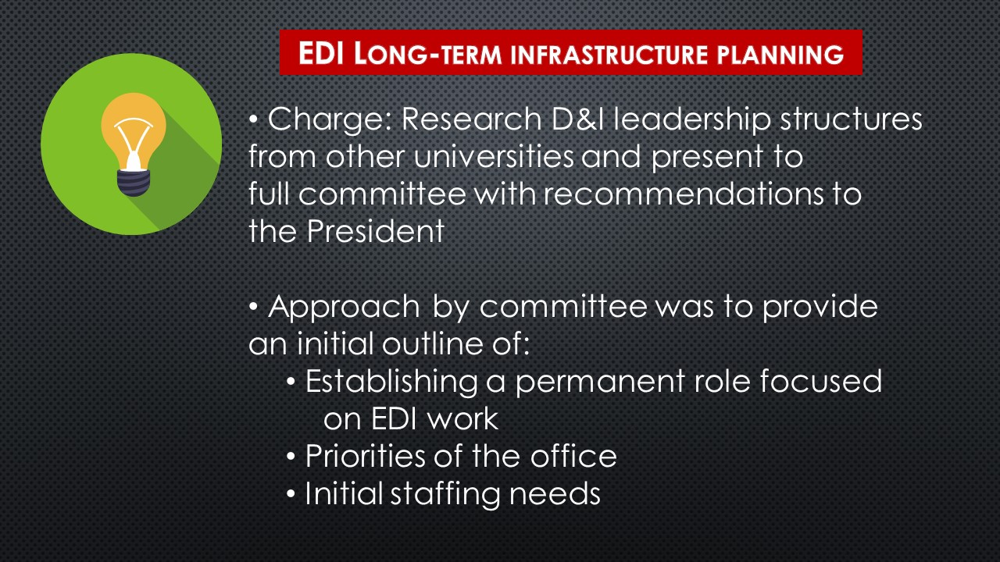 EDI Long-term infrastructure planning
• Charge: Research D&I leadership structures
from other universities and present to
full committee with recommendations to
the President
• Approach by committee was to provide
an initial outline of:
• Establishing a permanent role focused
on EDI work
• Priorities of the office
• Initial staffing needs